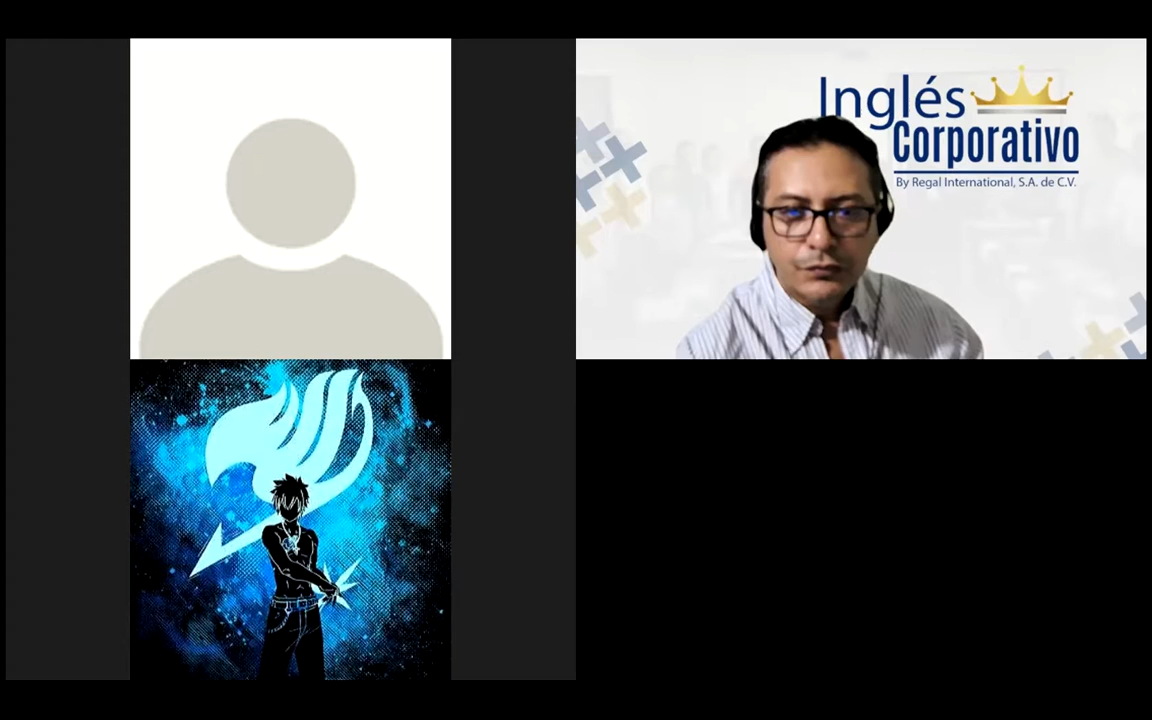 Inglés
Corporativo
By Regal International, S.A. de C.V.